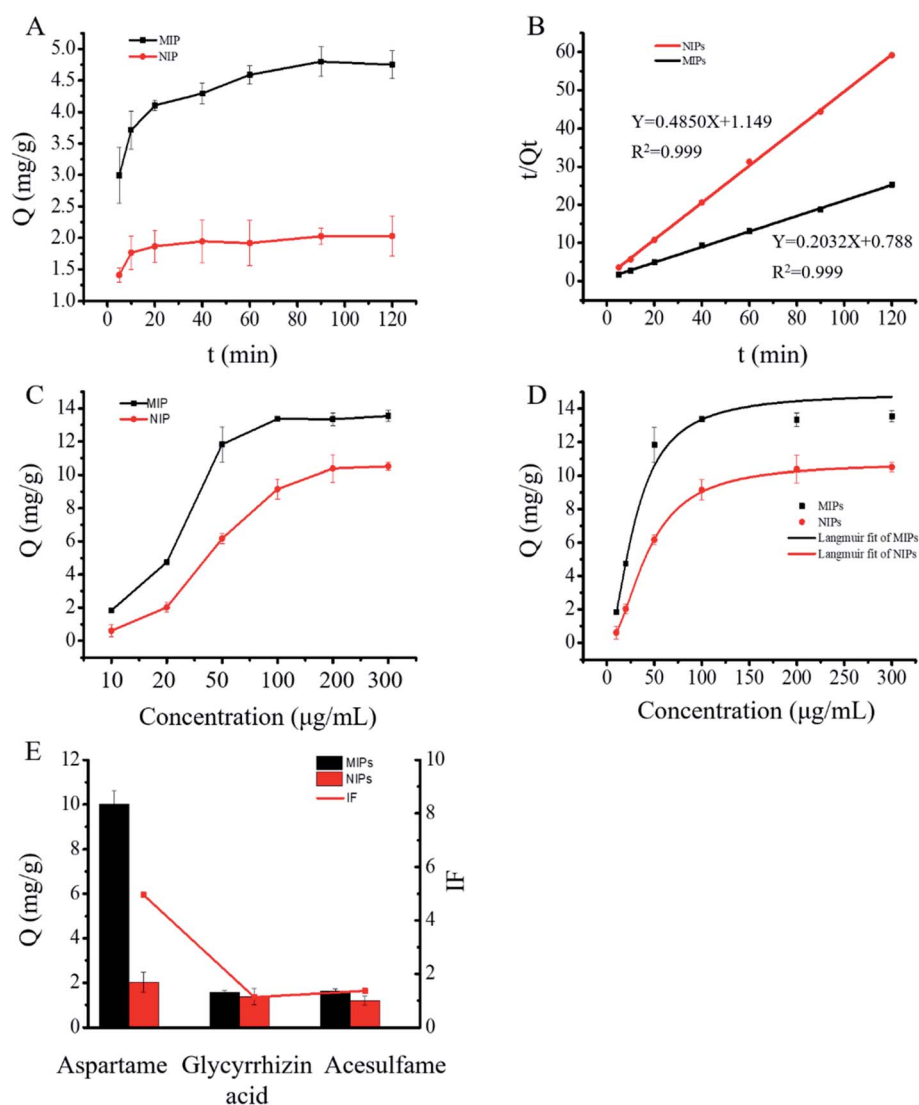 A
MIP
NIP
Q (mg/g)
5.0
4.5
4.0
3.5
3.0
2.5
2.0
1.5
1.0
0 20 40 60 80 100 120
t (min)
B
NIPs
MIPs
t/Qt
60
50
40
30
20
10
0
Y=0.4850X+1.149
R²=0.999
Y=0.2032X+0.788
R²=0.999
0 20 40 60 80 100 120
t (min)
C
MIP
NIP
Q (mg/g)
14
12
10
8
6
4
2
0
10 20 50 100 200 300
Concentration (μg/mL)
D
Q (mg/g)
14
12
10
8
6
4
2
0
MIPs
NIPs
Langmuir fit of MIPs
Langmuir fit of NIPs
0 50 100 150 200 250 300
Concentration (μg/mL)
E
MIPs
NIPs
IF
Q (mg/g)
12
10
8
6
4
2
0
10
8
6
4
2
0
IF
Aspartame Glycyrrhizin Acesulfame
acid